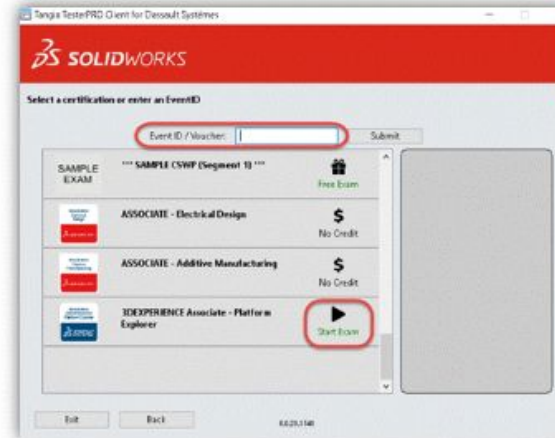 Tangia TesterPRO Client for Dassault Systèmes
SOLIDWORKS
Select a certification or enter an EventID
Event ID / Voucher: Submit
SAMPLE EXAM
*** SAMPLE CSWP (Segment 1) ***
Free Exam
ASSOCIATE - Electrical Design
$
No Credit
ASSOCIATE - Additive Manufacturing
$
No Credit
3DEXPERIENCE Associate - Platform
Explorer
Start Exam
Exit Back